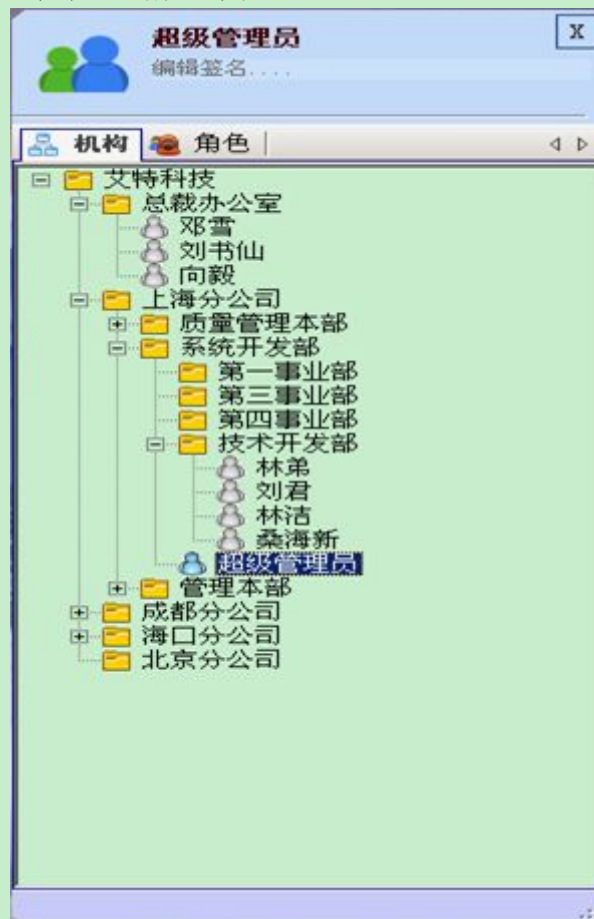 超级管理员
X
编辑签名....
机构 角色
艾特科技
总裁办公室
邓雪
刘书仙
向毅
上海分公司
质量管理本部
系统开发部
第一事业部
第三事业部
第四事业部
技术开发部
林弟
刘君
林洁
桑海新
超级管理员
管理本部
成都分公司
海口分公司
北京分公司